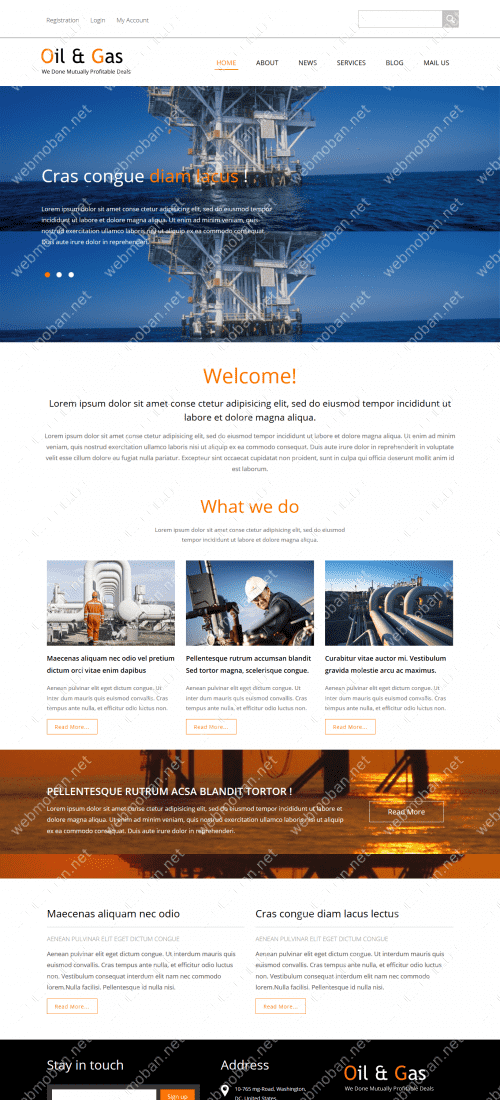 Registration Login My Account
Oil & Gas
We Done Mutually Profitable Deals
HOME ABOUT NEWS SERVICES BLOG MAIL US
Cras congue diam lacus !
Lorem ipsum dolor sit amet conse ctetur adipisicing elit, sed do eiusmod tempor
incididunt ut labore et dolore magna aliqua. Ut enim ad minim veniam, quis
nostrud exercitation ullamco laboris nisi ut aliquip ex ea commodo consequat.
Duis aute irure dolor in reprehenderit.
Welcome!
Lorem ipsum dolor sit amet conse ctetur adipisicing elit, sed do eiusmod tempor incididunt ut
labore et dolore magna aliqua.
Lorem ipsum dolor sit amet conse ctetur adipisicing elit, sed do eiusmod tempor incididunt ut labore et dolore magna aliqua. Ut enim ad minim
veniam, quis nostrud exercitation ullamco laboris nisi ut aliquip ex ea commodo consequat. Duis aute irure dolor in reprehenderit in voluptate
velit esse cillum dolore eu fugiat nulla pariatur. Excepteur sint occaecat cupidatat non proident, sunt in culpa qui officia deserunt mollit anim id
est laborum.
What we do
Lorem ipsum dolor sit amet conse ctetur adipisicing elit, sed do eiusmod
tempor incididunt ut labore et dolore magna aliqua.
Maecenas aliquam nec odio vel pretium
dictum orci vitae enim dapibus
Aenean pulvinar elit eget dictum congue. Ut
inter dum mauris quis euismod convallis. Cras
tempus ante nulla, et efficitur odio luctus non.
Read More...
Pellentesque rutrum accumsan blandit
Sed tortor magna, scelerisque congue.
Aenean pulvinar elit eget dictum congue. Ut
inter dum mauris quis euismod convallis. Cras
tempus ante nulla, et efficitur odio luctus non.
Read More...
Curabitur vitae auctor mi. Vestibulum
gravida molestie arcu ac maximus.
Aenean pulvinar elit eget dictum congue. Ut
inter dum mauris quis euismod convallis. Cras
tempus ante nulla, et efficitur odio luctus non.
Read More...
PELLENTESQUE RUTRUM ACSA BLANDIT TORTOR !
Lorem ipsum dolor sit amet conse ctetur adipisicing elit, sed do eiusmod tempor incididunt ut labore et
dolore magna aliqua. Ut enim ad minim veniam, quis nostrud exercitation ullamco laboris nisi ut aliquip
ex ea commodo consequat. Duis aute irure dolor in reprehenderit.
Read More
Maecenas aliquam nec odio
AENEAN PULVINAR ELIT EGET DICTUM CONGUE
Aenean pulvinar elit eget dictum congue. Ut interdum mauris quis
euismod convallis. Cras tempus ante nulla, et efficitur odio luctus
non. Vestibulum consequat interdum elit nam nec commodo
lorem.Nulla facilisi. Pellentesque id nulla nisi.
Read More...
Cras congue diam lacus lectus
AENEAN PULVINAR ELIT EGET DICTUM CONGUE
Aenean pulvinar elit eget dictum congue. Ut interdum mauris quis
euismod convallis. Cras tempus ante nulla, et efficitur odio luctus
non. Vestibulum consequat interdum elit nam nec commodo
lorem.Nulla facilisi. Pellentesque id nulla nisi.
Read More...
Stay in touch
Sign up
Address
10-765 mg-Road, Washington,
DC, United States.
Oil & Gas
We Done Mutually Profitable Deals
webmoban.net